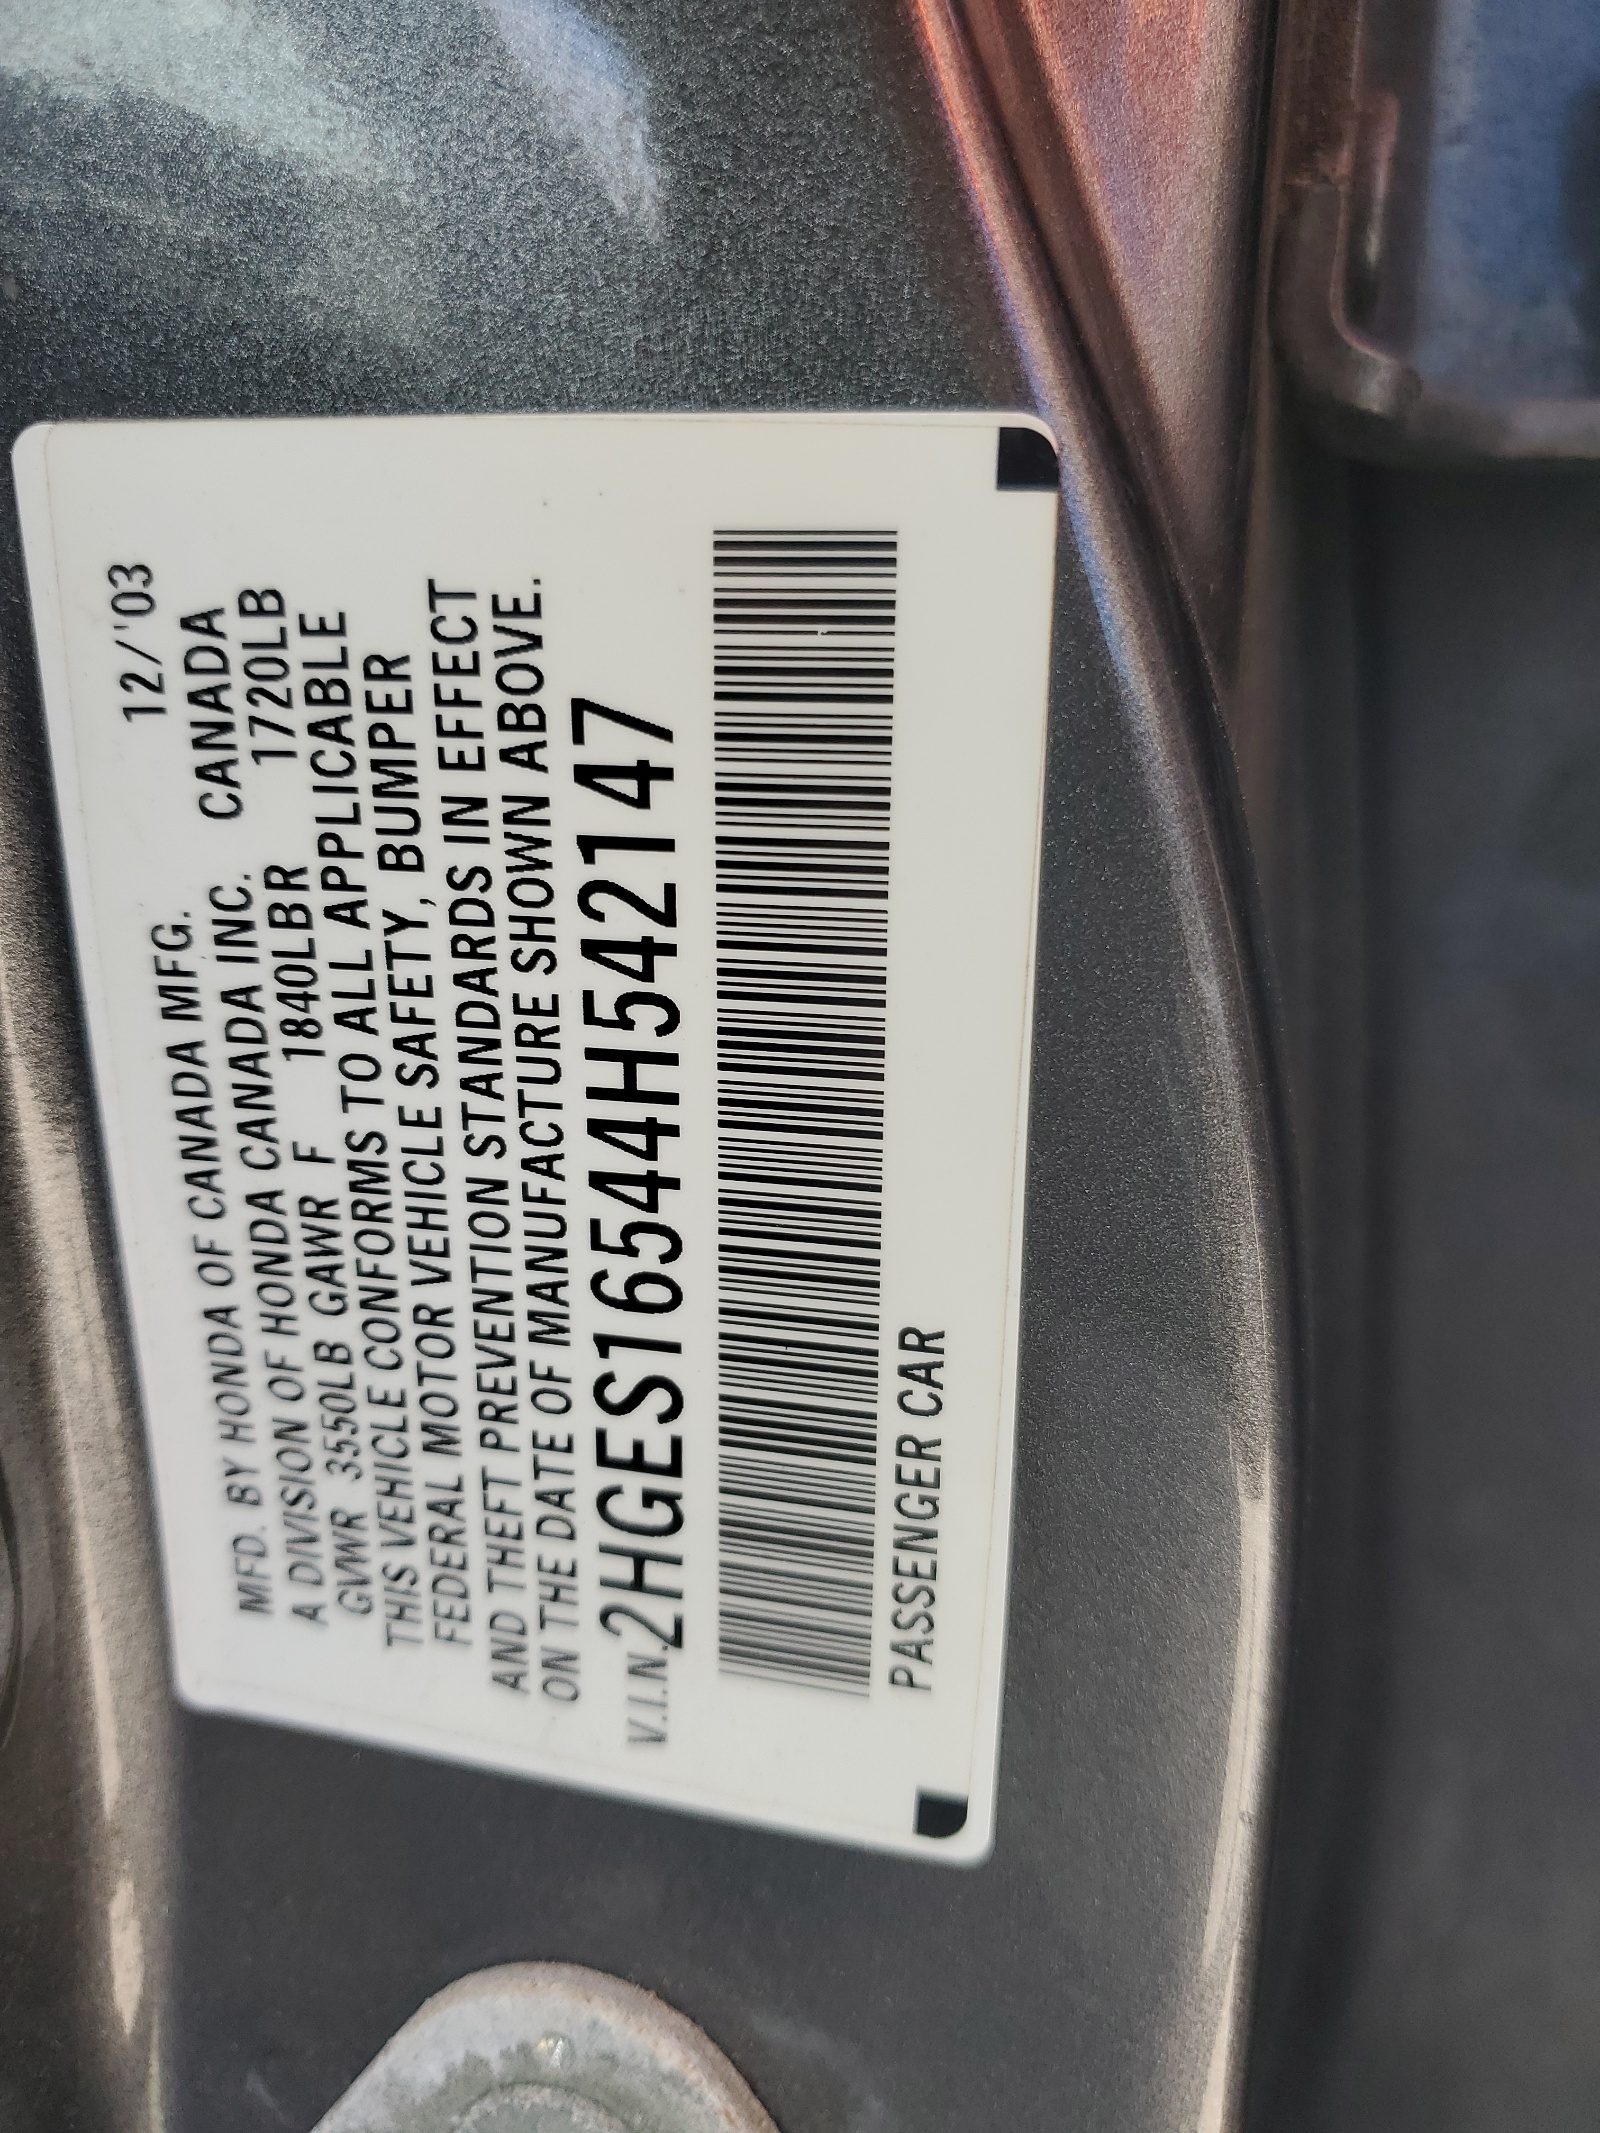 12/'03
MFD. BY HONDA OF CANADA MFG. CANADA
A DIVISION OF HONDA CANADA INC.
GVWR 3550LB GAWR F 1840LB R 1720LB
THIS VEHICLE CONFORMS TO ALL APPLICABLE
FEDERAL MOTOR VEHICLE SAFETY, BUMPER
AND THEFT PREVENTION STANDARDS IN EFFECT
ON THE DATE OF MANUFACTURE SHOWN ABOVE.
V.I.N. 2HGES16544H542147
PASSENGER CAR